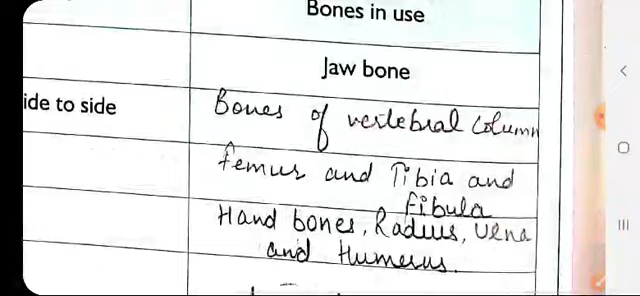 Bones in use
Jaw bone
ide to side
Bones of vertebral column
femur and Tibia and
fibula
Hand bones, Radius, Ulna
and Humerus.